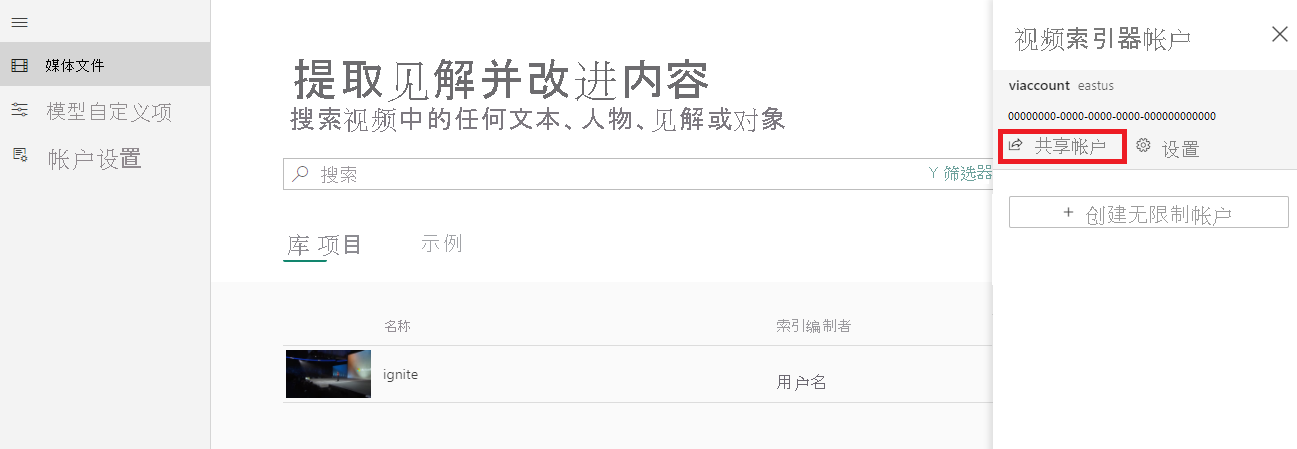 媒体文件
模型自定义项
帐户设置
提取见解并改进内容
搜索视频中的任何文本、人物、见解或对象
搜索
筛选器
库 项目 示例
名称 索引编制者
ignite 用户名
视频索引器帐户
viaccount eastus
00000000-0000-0000-0000-000000000000
共享帐户 设置
+ 创建无限制帐户